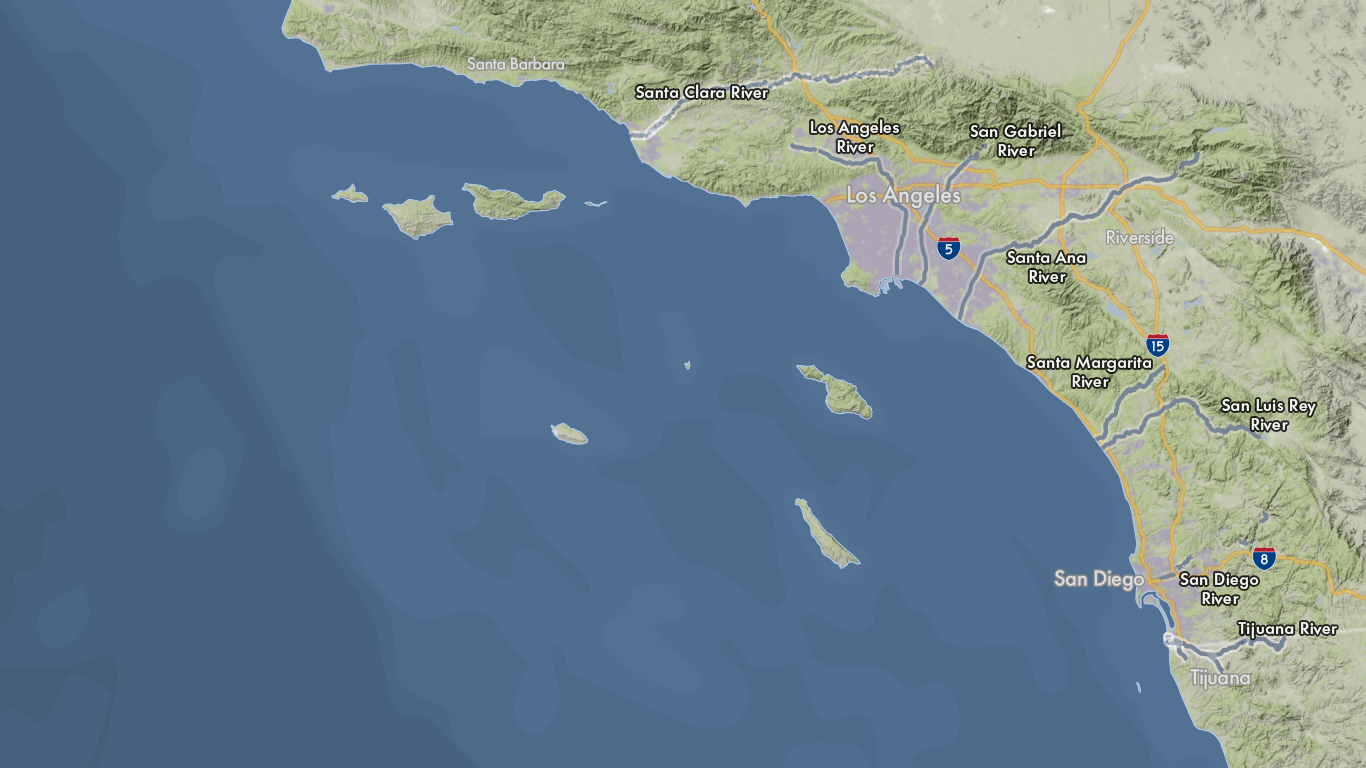 Santa Barbara
Santa Clara River
Los Angeles
River
San Gabriel
River
Los Angeles
5
Riverside
Santa Ana
River
15
Santa Margarita
River
San Luis Rey
River
8
San Diego
San Diego
River
Tijuana River
Tijuana